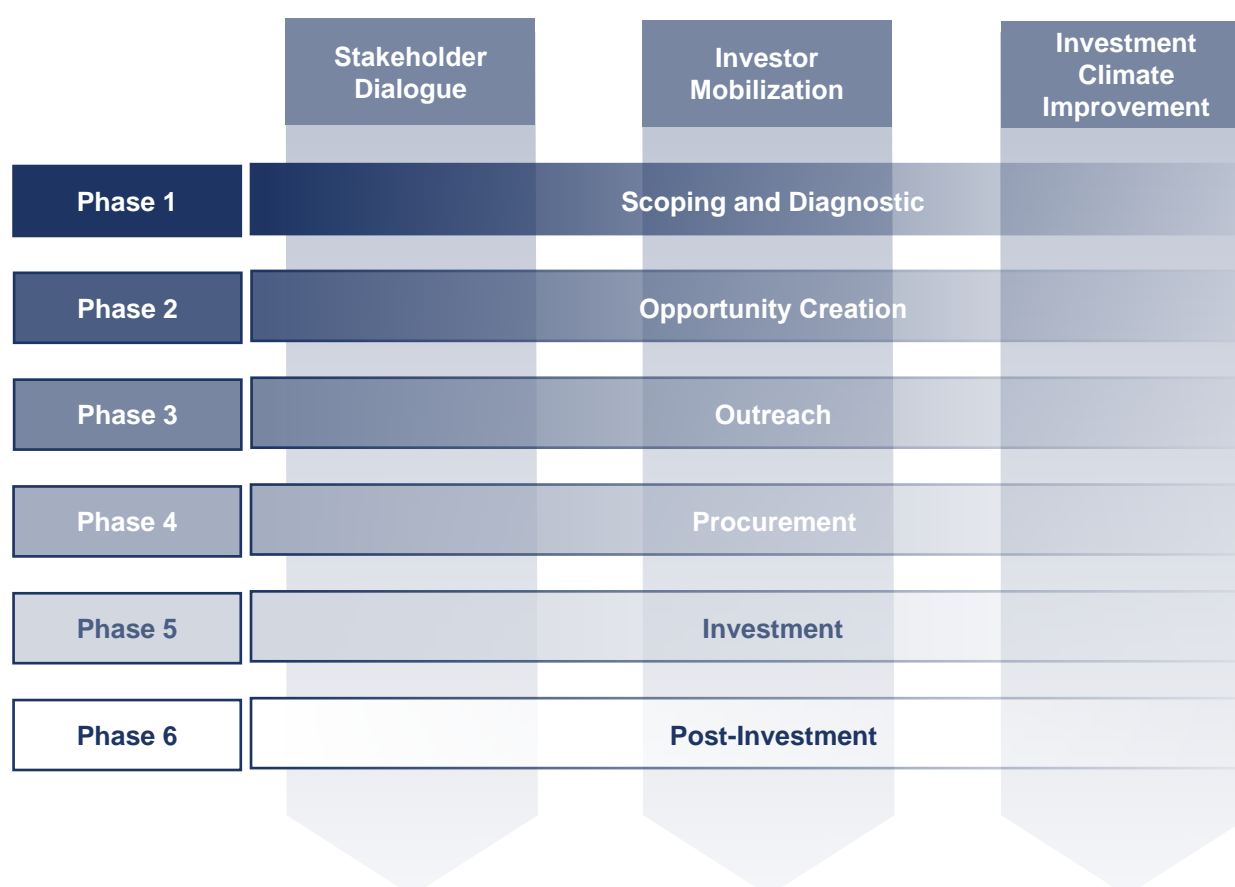 Stakeholder
Dialogue
Investor
Mobilization
Investment
Climate
Improvement
Phase 1
Scoping and Diagnostic
Phase 2
Opportunity Creation
Phase 3
Outreach
Phase 4
Procurement
Phase 5
Investment
Phase 6
Post-Investment